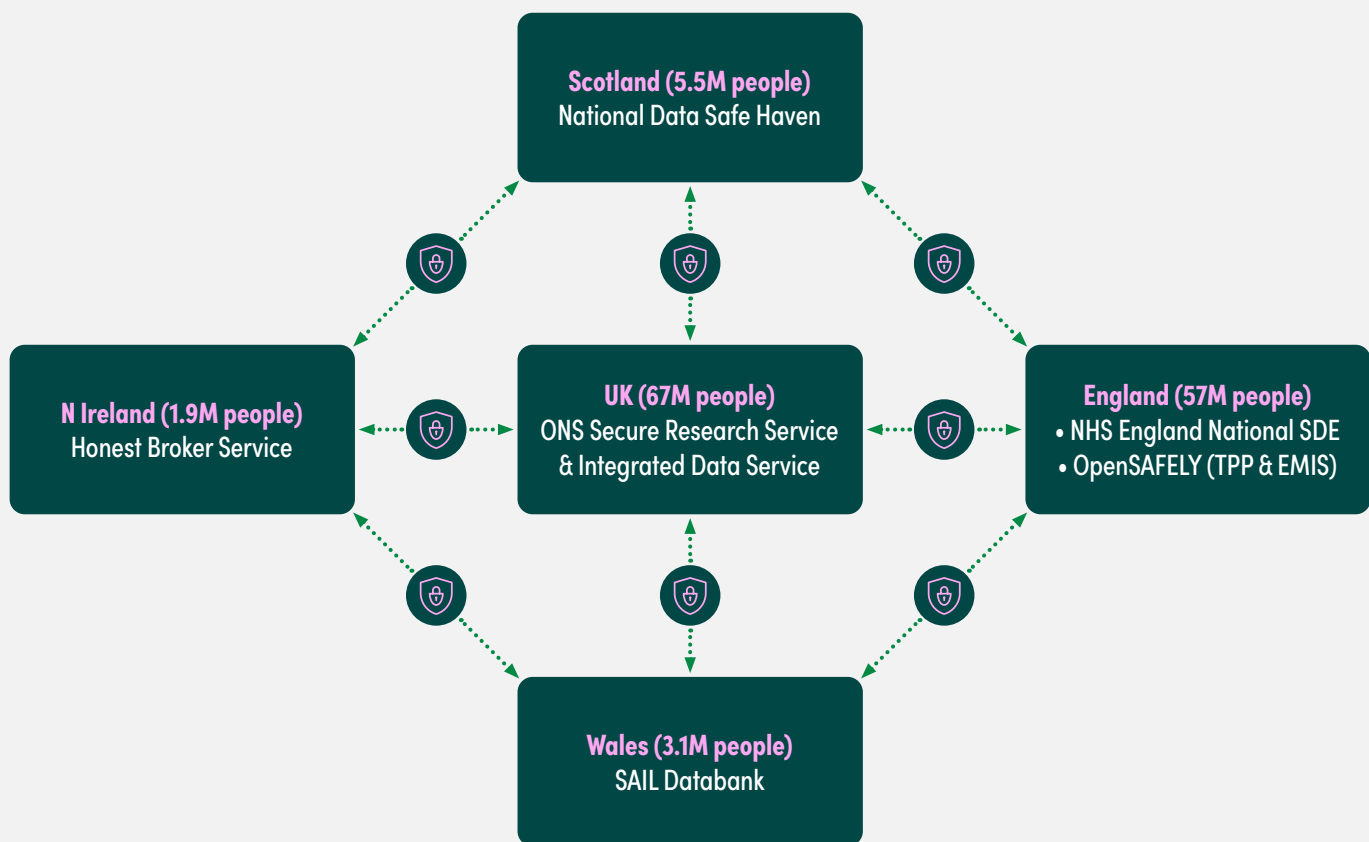 Scotland (5.5M people)
National Data Safe Haven
N Ireland (1.9M people)
Honest Broker Service
UK (67M people)
ONS Secure Research Service
& Integrated Data Service
England (57M people)
• NHS England National SDE
• OpenSAFELY (TPP & EMIS)
Wales (3.1M people)
SAIL Databank